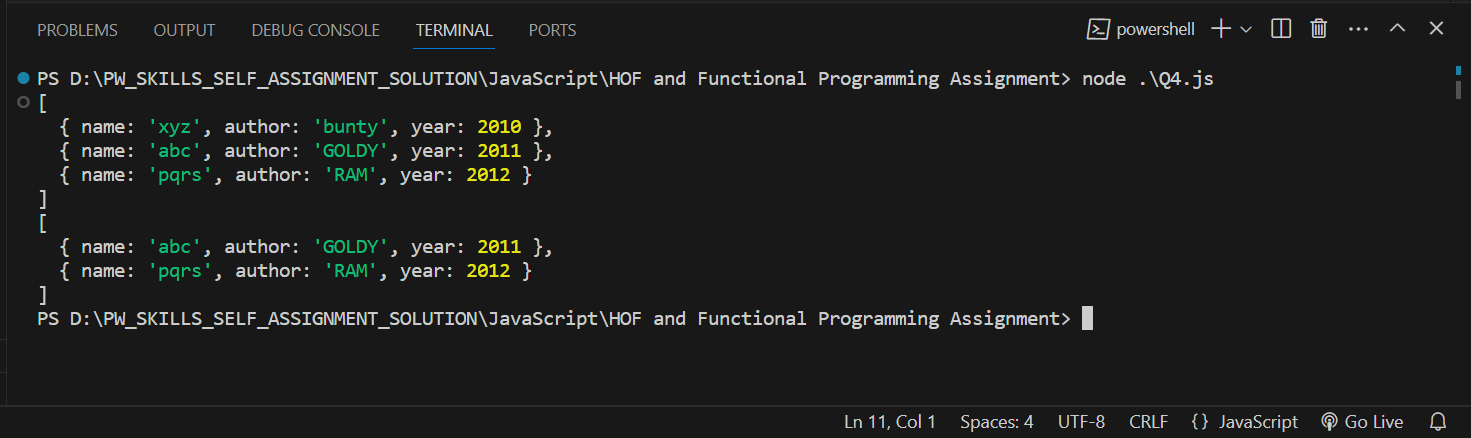 PROBLEMS OUTPUT DEBUG CONSOLE TERMINAL PORTS powershell
PS D:\PW_SKILLS_SELF_ASSIGNMENT_SOLUTION\JavaScript\HOF and Functional Programming Assignment> node .\Q4.js
[
  { name: 'xyz', author: 'bunty', year: 2010 },
  { name: 'abc', author: 'GOLDY', year: 2011 },
  { name: 'pqrs', author: 'RAM', year: 2012 }
]
[
  { name: 'abc', author: 'GOLDY', year: 2011 },
  { name: 'pqrs', author: 'RAM', year: 2012 }
]
PS D:\PW_SKILLS_SELF_ASSIGNMENT_SOLUTION\JavaScript\HOF and Functional Programming Assignment>
Ln 11, Col 1 Spaces: 4 UTF-8 CRLF {} JavaScript Go Live